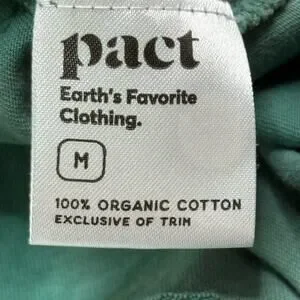 pact
Earth's Favorite
Clothing.
M
100% ORGANIC COTTON
EXCLUSIVE OF TRIM